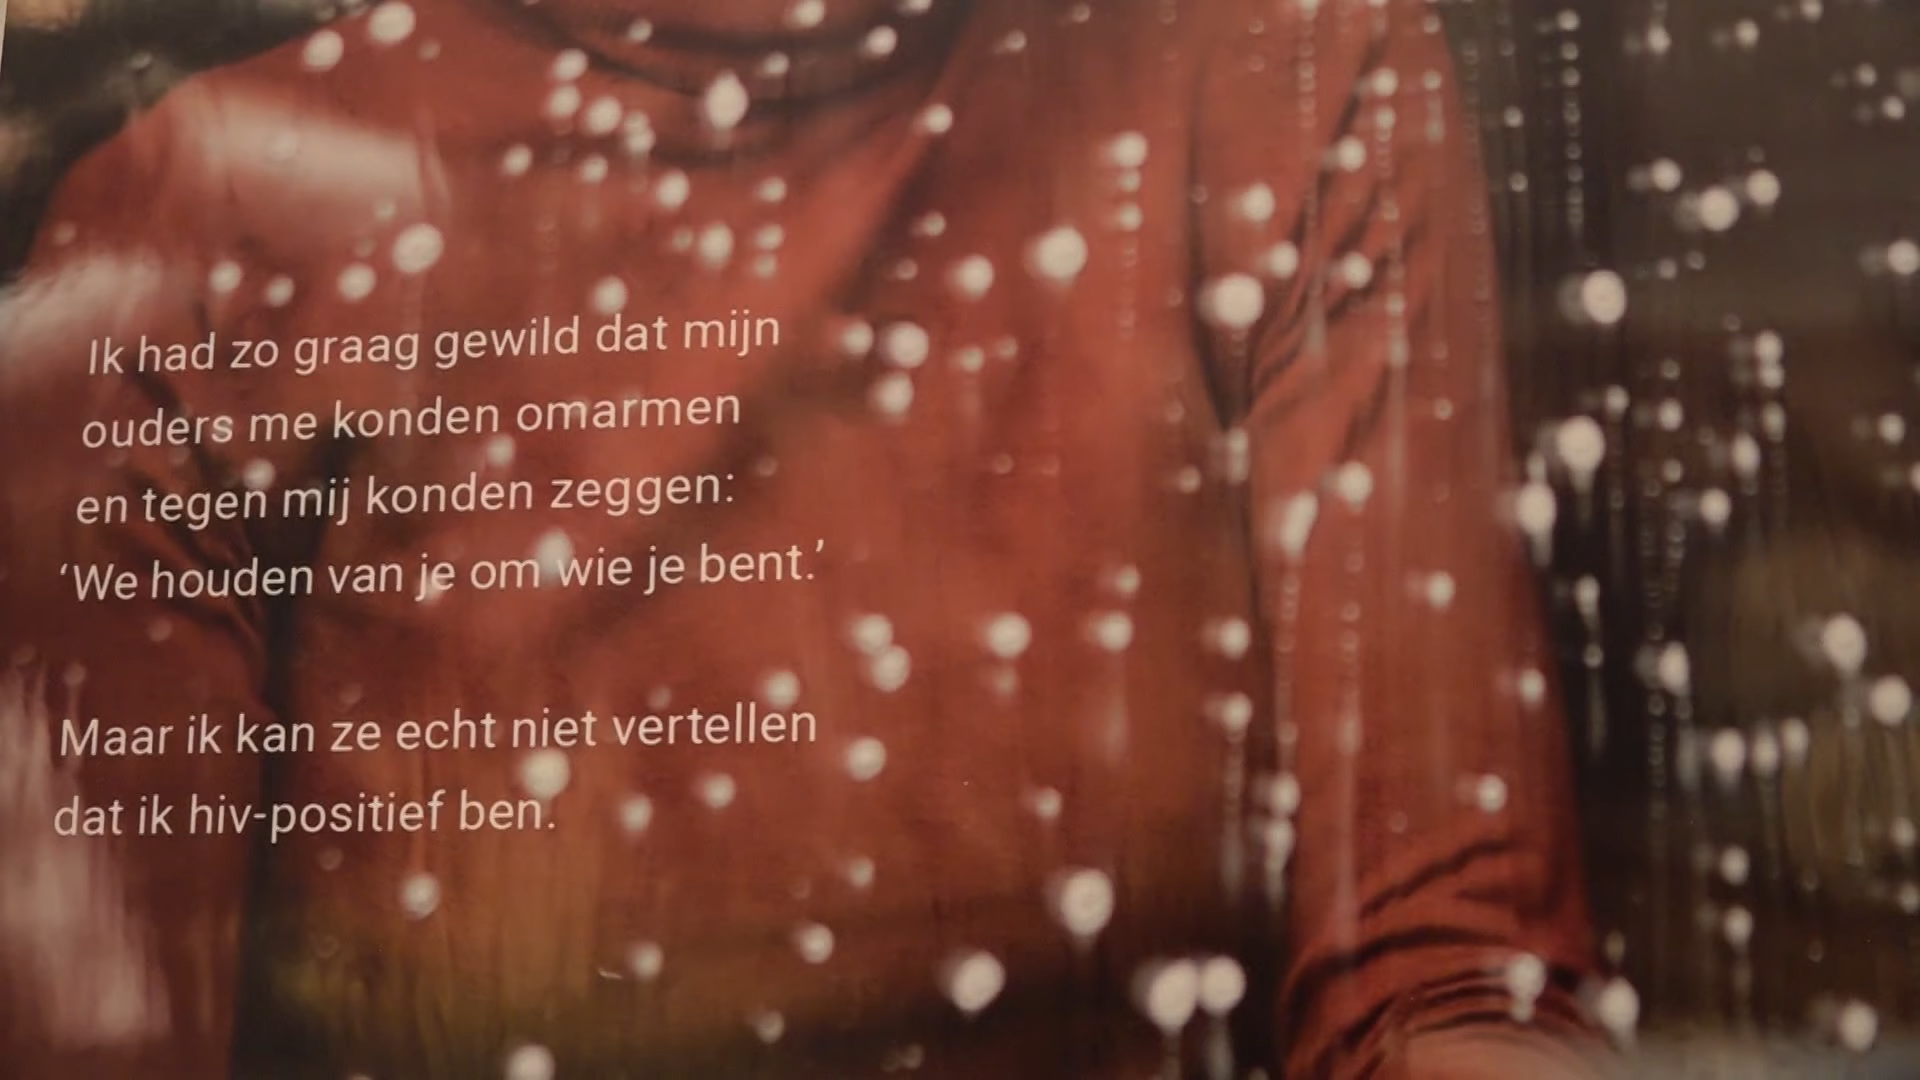 Ik had zo graag gewild dat mijn
ouders me konden omarmen
en tegen mij konden zeggen:
‘We houden van je om wie je bent.’
Maar ik kan ze echt niet vertellen
dat ik hiv-positief ben.